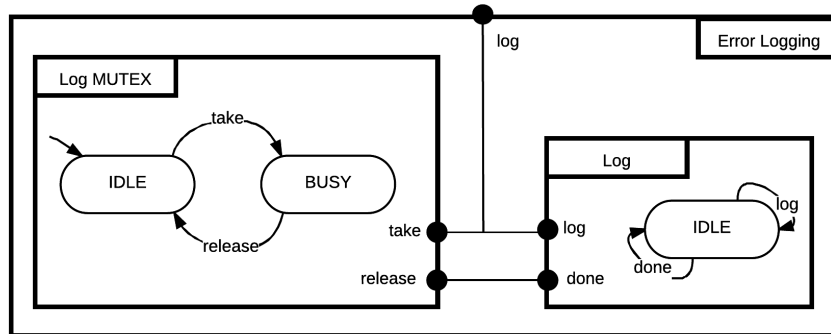 log
Error Logging
Log MUTEX
take
IDLE
BUSY
release
take
release
Log
log
IDLE
done
log
done